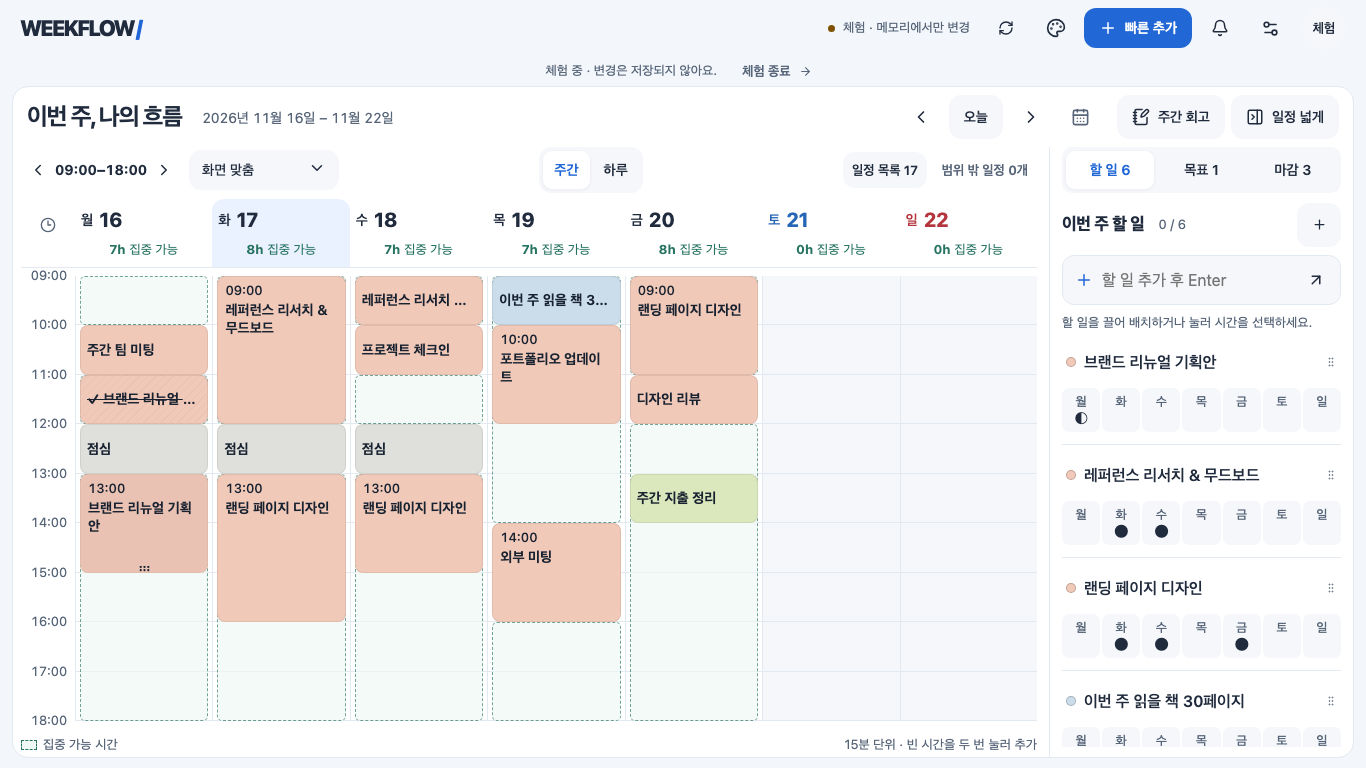 WEEKFLOW/
체험 · 메모리에서만 변경
빠른 추가
체험
체험 중 · 변경은 저장되지 않아요.
체험 종료 →
이번 주, 나의 흐름
2026년 11월 16일 – 11월 22일
오늘
주간 회고
일정 넓게
09:00–18:00
화면 맞춤
주간
하루
일정 목록 17
범위 밖 일정 0개
월 16
7h 집중 가능
화 17
8h 집중 가능
수 18
7h 집중 가능
목 19
7h 집중 가능
금 20
8h 집중 가능
토 21
0h 집중 가능
일 22
0h 집중 가능
09:00
10:00
11:00
12:00
13:00
14:00
15:00
16:00
17:00
18:00
주간 팀 미팅
브랜드 리뉴얼 ...
점심
13:00
브랜드 리뉴얼 기획
안
09:00
레퍼런스 리서치 &
무드보드
점심
13:00
랜딩 페이지 디자인
레퍼런스 리서치 ...
프로젝트 체크인
점심
13:00
랜딩 페이지 디자인
이번 주 읽을 책 3...
10:00
포트폴리오 업데이
트
14:00
외부 미팅
09:00
랜딩 페이지 디자인
디자인 리뷰
주간 지출 정리
집중 가능 시간
15분 단위 · 빈 시간을 두 번 눌러 추가
할 일 6
목표 1
마감 3
이번 주 할 일
0 / 6
할 일 추가 후 Enter
할 일을 끌어 배치하거나 눌러 시간을 선택하세요.
브랜드 리뉴얼 기획안
월 화 수 목 금 토 일
레퍼런스 리서치 & 무드보드
월 화 수 목 금 토 일
랜딩 페이지 디자인
월 화 수 목 금 토 일
이번 주 읽을 책 30페이지
월 화 수 목 금 토 일